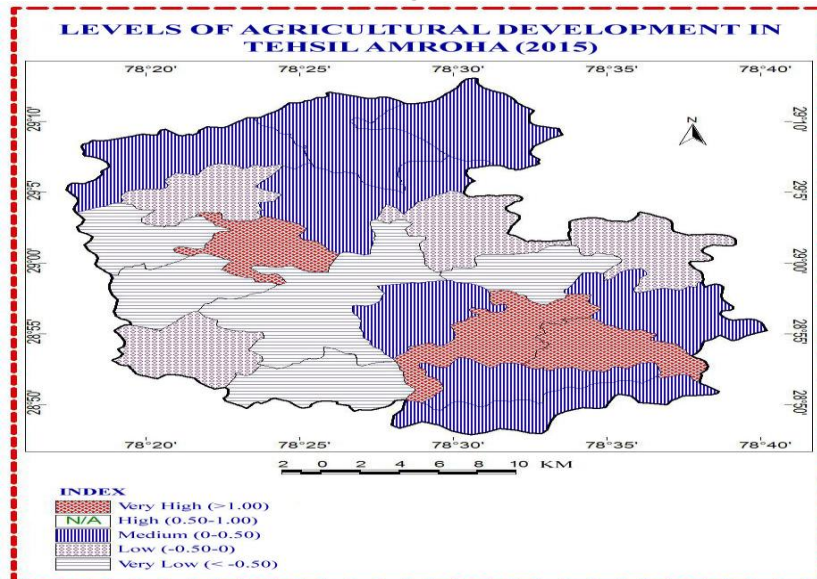 LEVELS OF AGRICULTURAL DEVELOPMENT IN
TEHSIL AMROHA (2015)
78°20' 78°25' 78°30' 78°35' 78°40'
29°10' 29°10'
N
29°5' 29°5'
29°00' 29°00'
28°55' 28°55'
28°50' 28°50'
78°20' 78°25' 78°30' 78°35' 78°40'
2 0 2 4 6 8 10 KM
INDEX
Very High (>1.00)
N/A High (0.50-1.00)
Medium (0-0.50)
Low (-0.50-0)
Very Low (< -0.50)